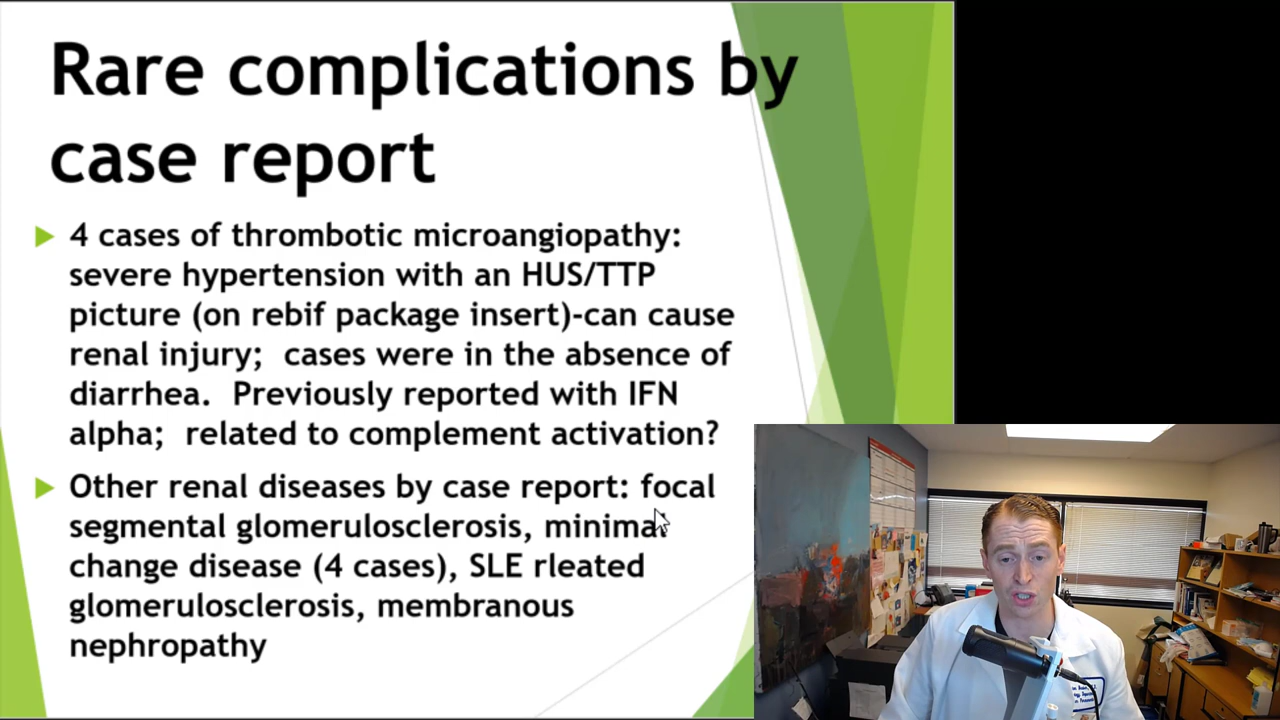 Rare complications by
case report
4 cases of thrombotic microangiopathy:
severe hypertension with an HUS/TTP
picture (on rebif package insert)-can cause
renal injury;  cases were in the absence of
diarrhea.  Previously reported with IFN
alpha;  related to complement activation?
Other renal diseases by case report: focal
segmental glomerulosclerosis, minimal
change disease (4 cases), SLE rleated
glomerulosclerosis, membranous
nephropathy